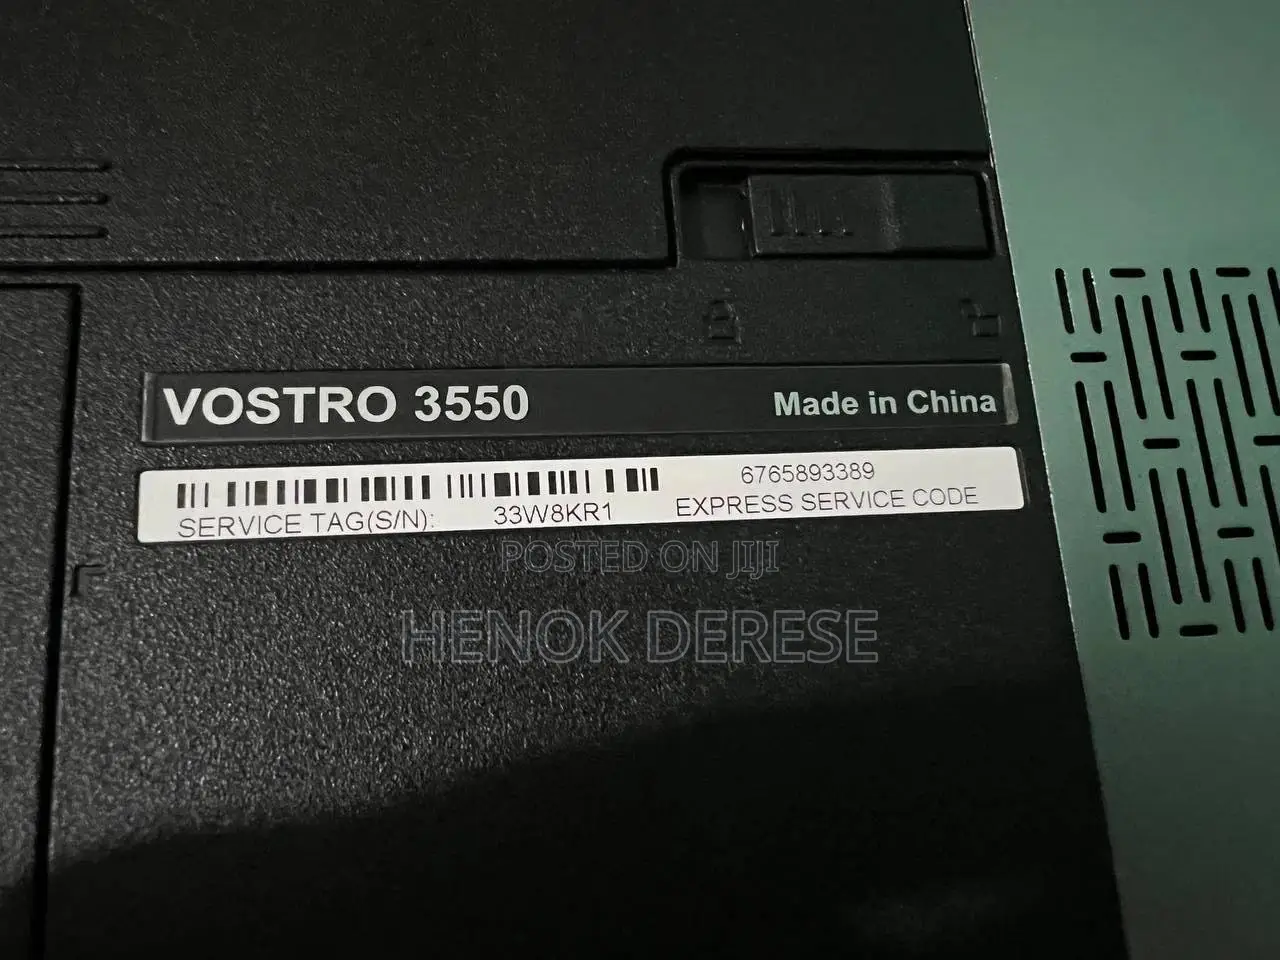 VOSTRO 3550 Made in China
6765893389
SERVICE TAG(S/N): 33W8KR1 EXPRESS SERVICE CODE
POSTED ON JIJI
HENOK DERESE